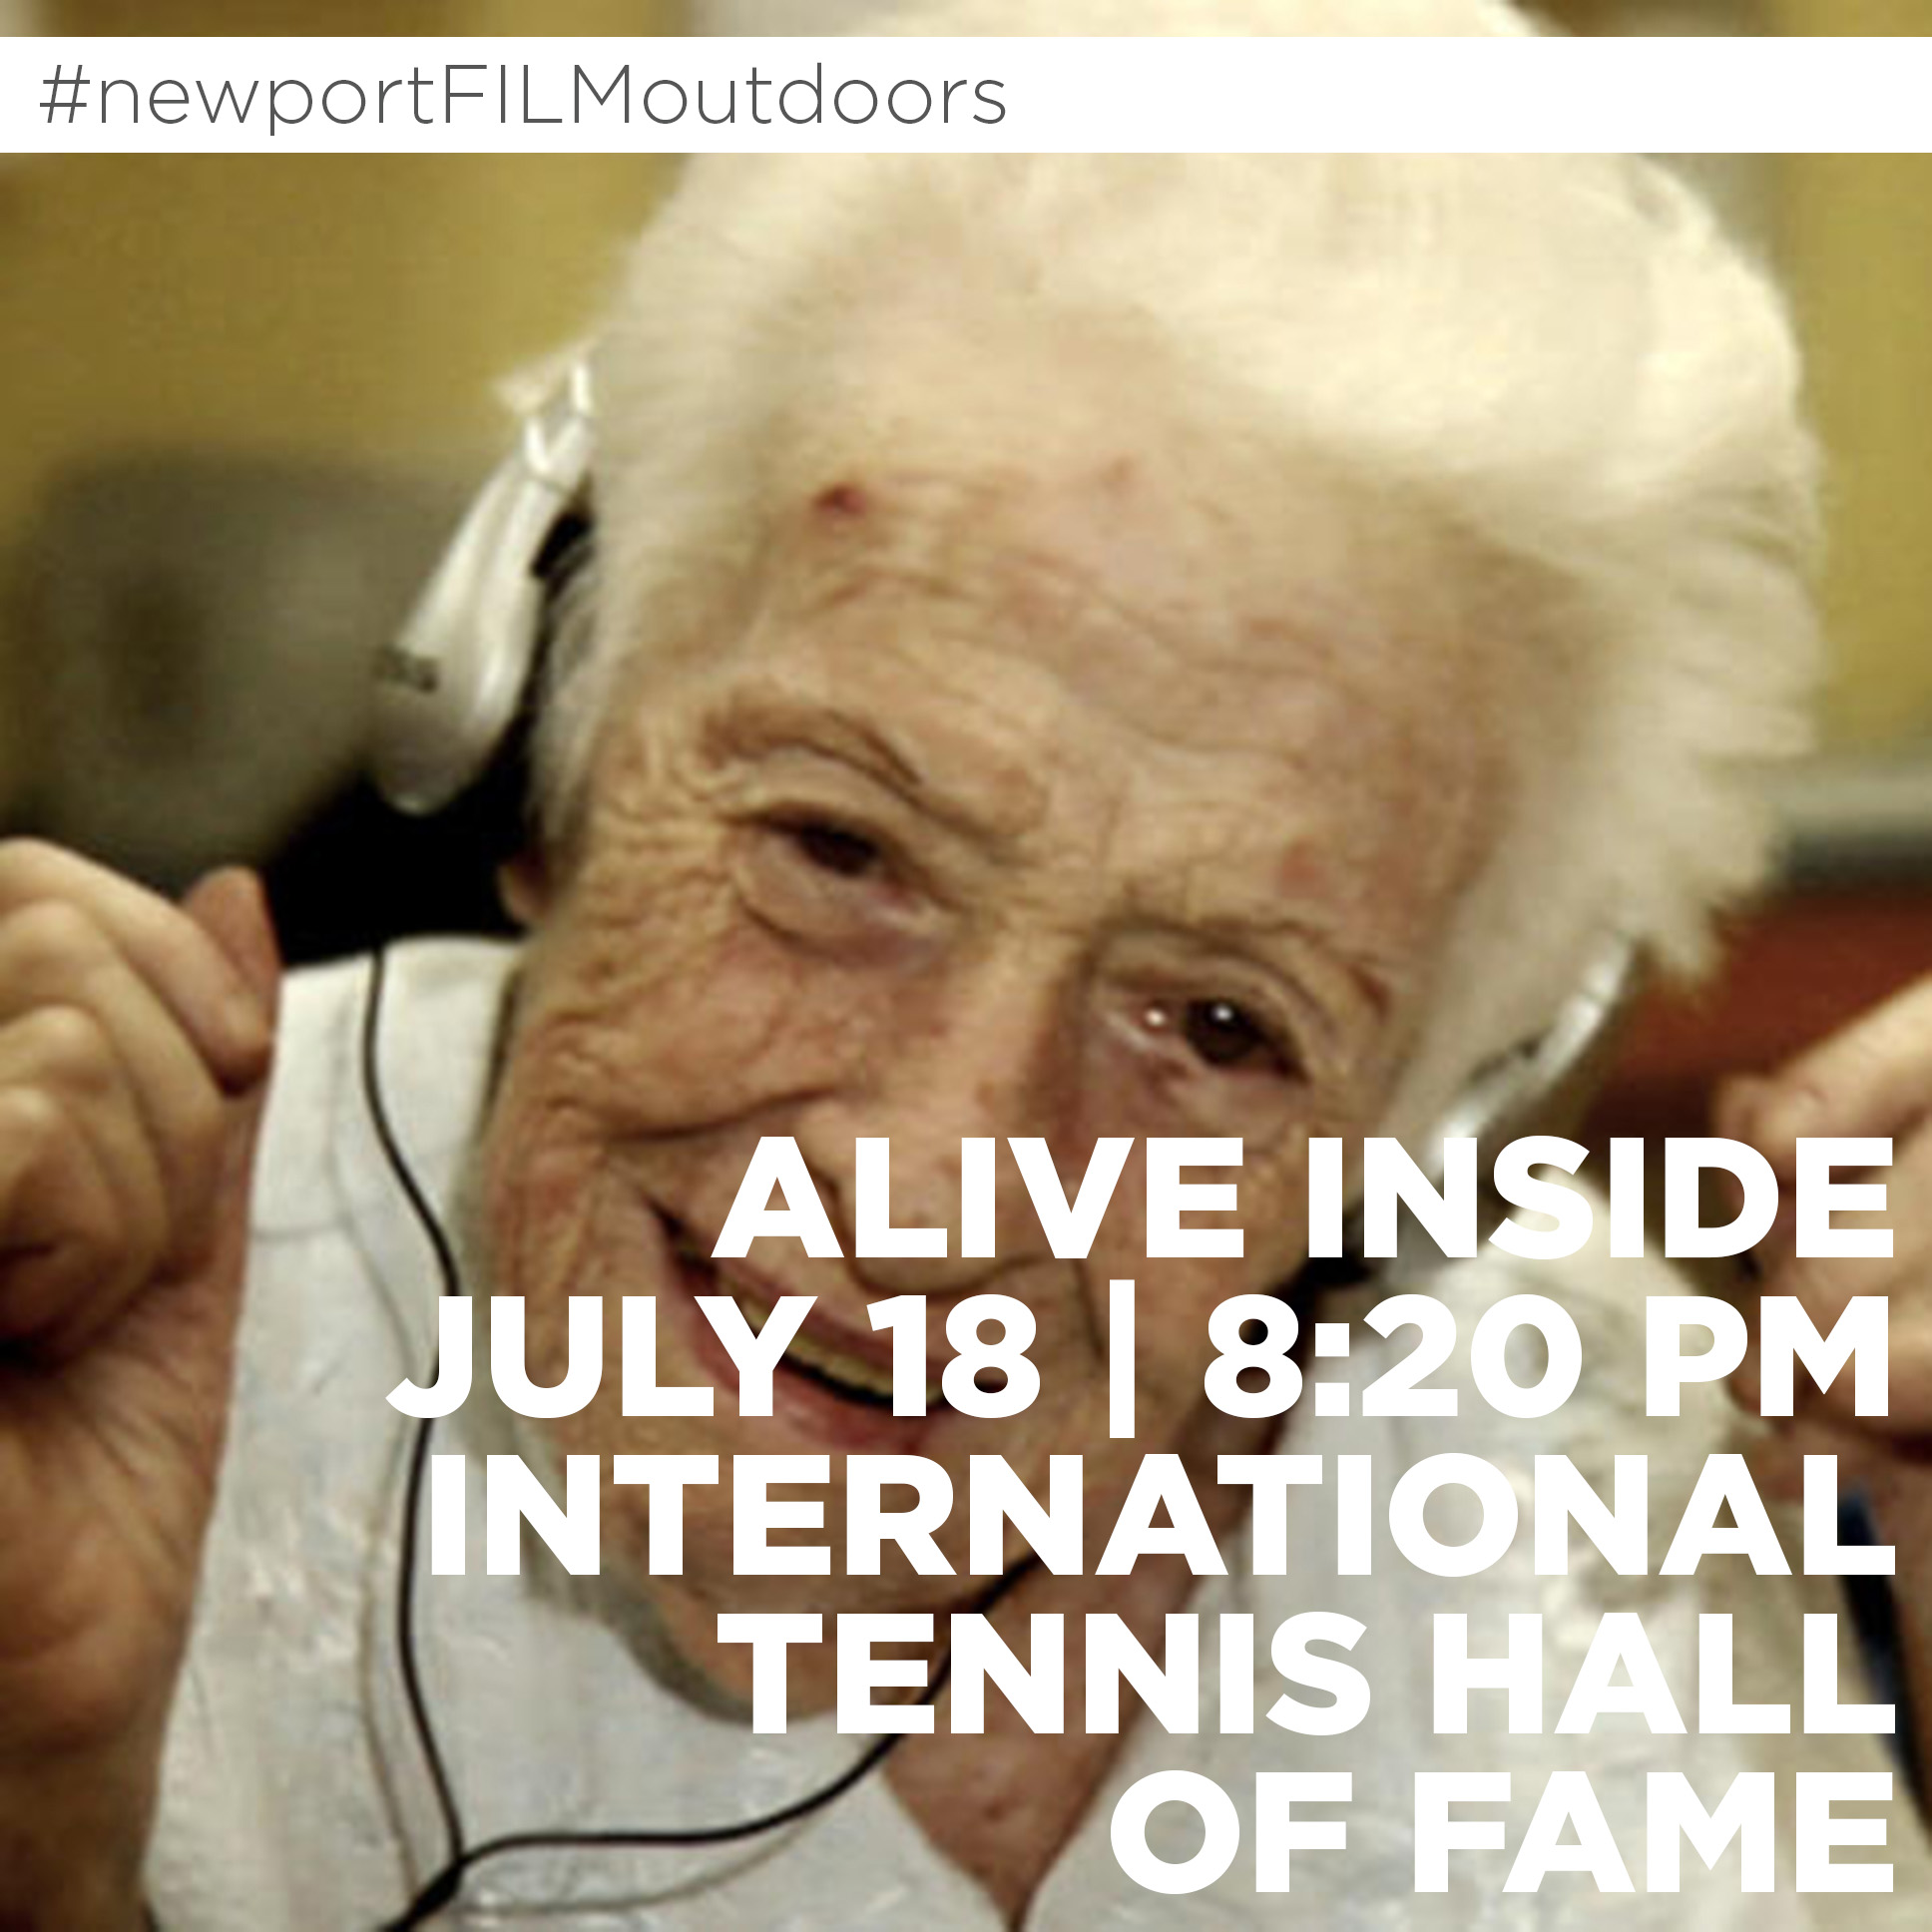 #newportFILMoutdoors
ALIVE INSIDE
JULY 18 | 8:20 PM
INTERNATIONAL
TENNIS HALL
OF FAME